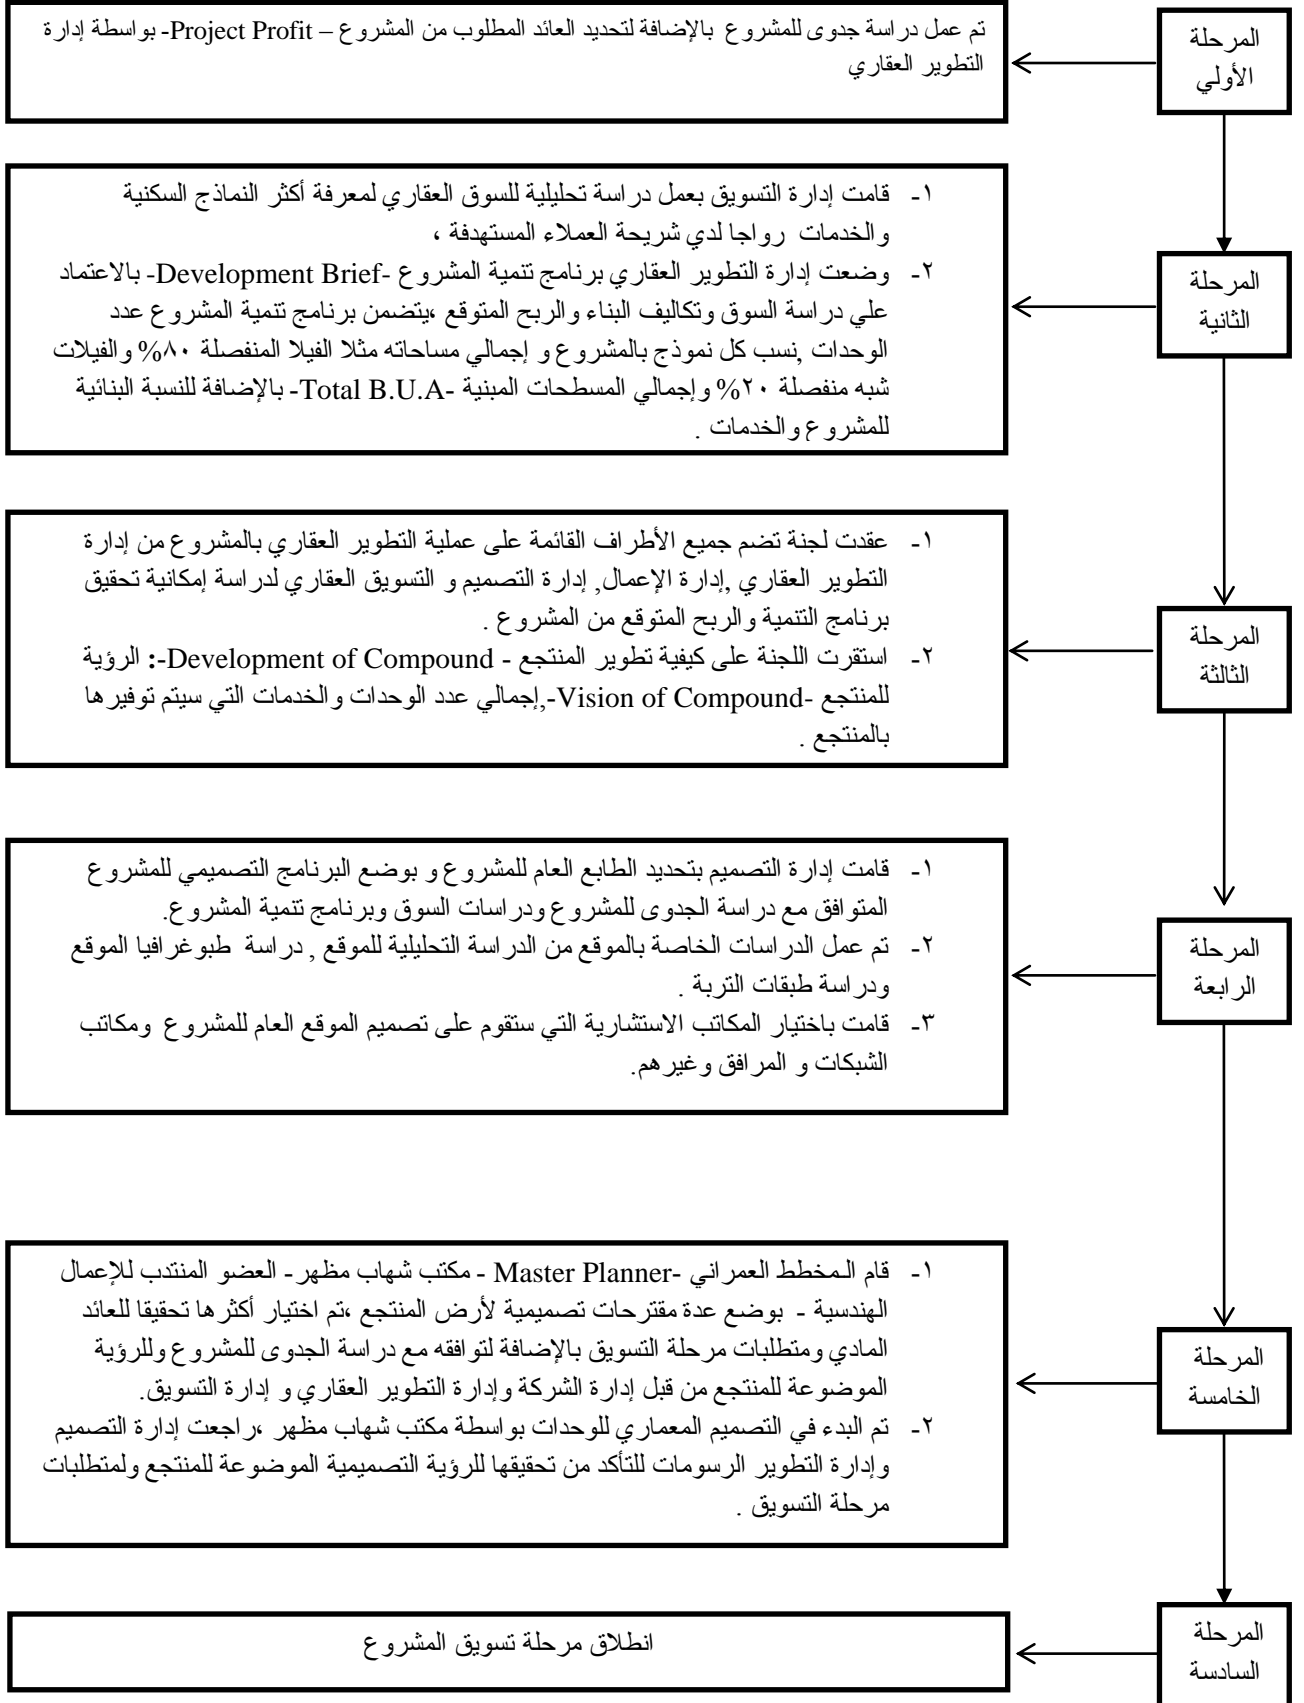 المرحلة
الأولي
تم عمل دراسة جدوى للمشروع بالإضافة لتحديد العائد المطلوب من المشروع – Project Profit- بواسطة إدارة
التطوير العقاري
المرحلة
الثانية
١- قامت إدارة التسويق بعمل دراسة تحليلية للسوق العقاري لمعرفة أكثر النماذج السكنية
والخدمات رواجا لدي شريحة العملاء المستهدفة ،
٢- وضعت إدارة التطوير العقاري برنامج تنمية المشروع -Development Brief- بالاعتماد
علي دراسة السوق وتكاليف البناء والربح المتوقع ،يتضمن برنامج تنمية المشروع عدد
الوحدات ,نسب كل نموذج بالمشروع و إجمالي مساحاته مثلا الفيلا المنفصلة ٨٠% والفيلات
شبه منفصلة ٢٠% وإجمالي المسطحات المبنية -Total B.U.A- بالإضافة للنسبة البنائية
للمشروع والخدمات .
المرحلة
الثالثة
١- عقدت لجنة تضم جميع الأطراف القائمة على عملية التطوير العقاري بالمشروع من إدارة
التطوير العقاري ,إدارة الإعمال, إدارة التصميم و التسويق العقاري لدراسة إمكانية تحقيق
برنامج التنمية والربح المتوقع من المشروع .
٢- استقرت اللجنة على كيفية تطوير المنتجع - Development of Compound-: الرؤية
للمنتجع -Vision of Compound-,إجمالي عدد الوحدات والخدمات التي سيتم توفيرها
بالمنتجع .
المرحلة
الرابعة
١- قامت إدارة التصميم بتحديد الطابع العام للمشروع و بوضع البرنامج التصميمي للمشروع
المتوافق مع دراسة الجدوى للمشروع ودراسات السوق وبرنامج تنمية المشروع.
٢- تم عمل الدراسات الخاصة بالموقع من الدراسة التحليلية للموقع , دراسة طبوغرافيا الموقع
ودراسة طبقات التربة .
٣- قامت باختيار المكاتب الاستشارية التي ستقوم على تصميم الموقع العام للمشروع ومكاتب
الشبكات و المرافق وغيرهم.
المرحلة
الخامسة
١- قام المخطط العمراني -Master Planner - مكتب شهاب مظهر- العضو المنتدب للإعمال
الهندسية - بوضع عدة مقترحات تصميمية لأرض المنتجع ،تم اختيار أكثرها تحقيقا للعائد
المادي ومتطلبات مرحلة التسويق بالإضافة لتوافقه مع دراسة الجدوى للمشروع وللرؤية
الموضوعة للمنتجع من قبل إدارة الشركة وإدارة التطوير العقاري و إدارة التسويق.
٢- تم البدء في التصميم المعماري للوحدات بواسطة مكتب شهاب مظهر ،راجعت إدارة التصميم
وإدارة التطوير الرسومات للتأكد من تحقيقها للرؤية التصميمية الموضوعة للمنتجع ولمتطلبات
مرحلة التسويق .
المرحلة
السادسة
انطلاق مرحلة تسويق المشروع